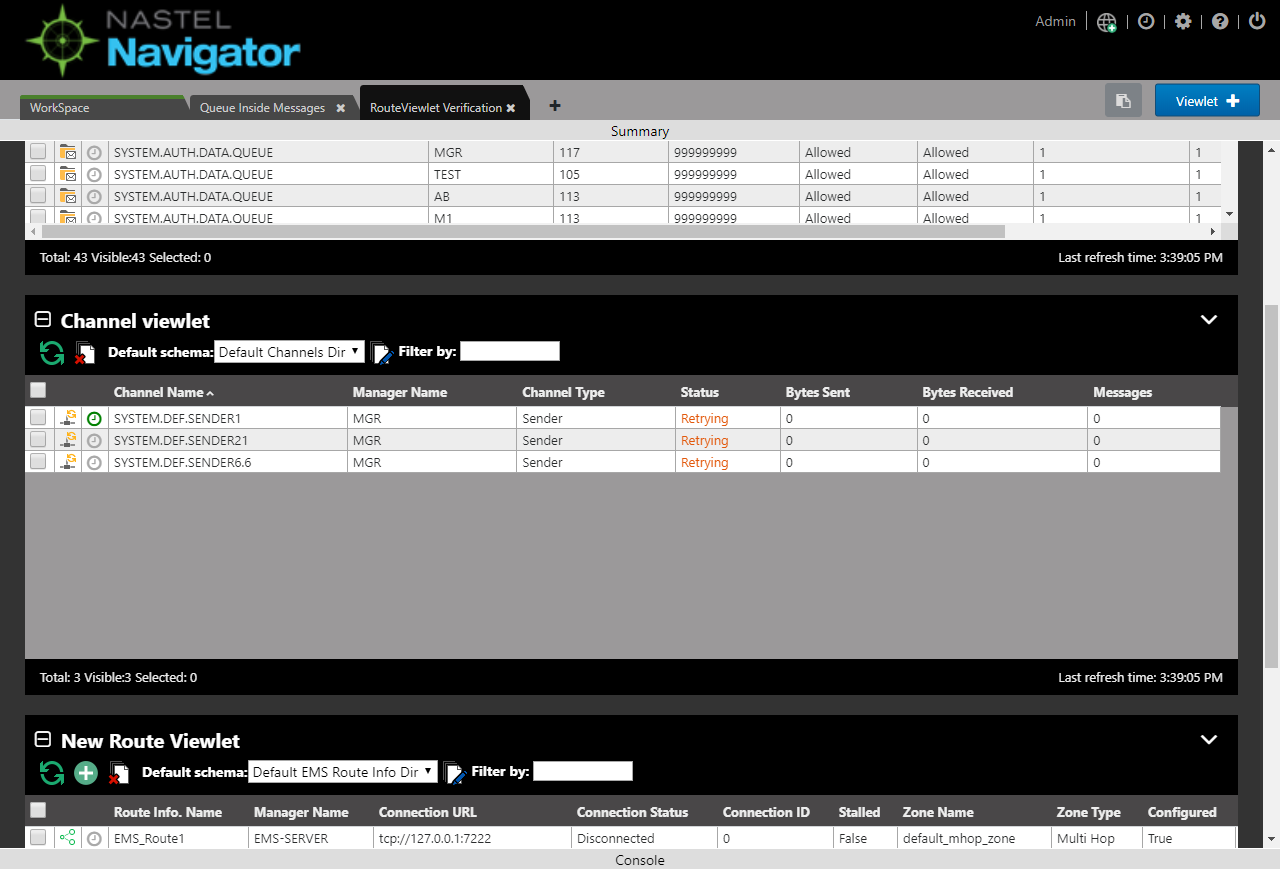 NASTEL
Navigator
Admin
WorkSpace
Queue Inside Messages
RouteViewlet Verification
Viewlet
Summary
SYSTEM.AUTH.DATA.QUEUE MGR 117 999999999 Allowed Allowed 1 1
SYSTEM.AUTH.DATA.QUEUE TEST 105 999999999 Allowed Allowed 1 1
SYSTEM.AUTH.DATA.QUEUE AB 113 999999999 Allowed Allowed 1 1
SYSTEM.AUTH.DATA.QUEUE M1 113 999999999 Allowed Allowed 1 1
Total: 43 Visible:43 Selected: 0 Last refresh time: 3:39:05 PM
Channel viewlet
Default schema: Default Channels Dir Filter by:
Channel Name Manager Name Channel Type Status Bytes Sent Bytes Received Messages
SYSTEM.DEF.SENDER1 MGR Sender Retrying 0 0 0
SYSTEM.DEF.SENDER21 MGR Sender Retrying 0 0 0
SYSTEM.DEF.SENDER6.6 MGR Sender Retrying 0 0 0
Total: 3 Visible:3 Selected: 0 Last refresh time: 3:39:05 PM
New Route Viewlet
Default schema: Default EMS Route Info Dir Filter by:
Route Info. Name Manager Name Connection URL Connection Status Connection ID Stalled Zone Name Zone Type Configured
EMS_Route1 EMS-SERVER tcp://127.0.0.1:7222 Disconnected 0 False default_mhop_zone Multi Hop True
Console